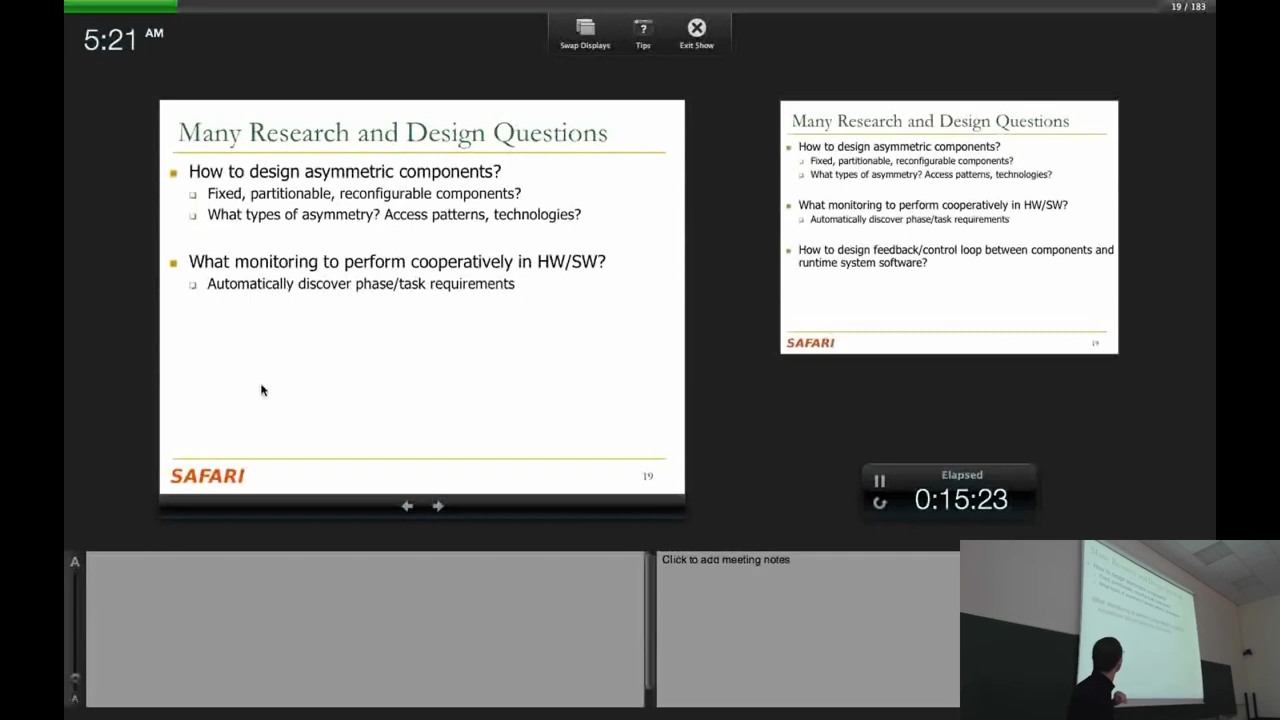 19 / 183
5:21 AM
Swap Displays
Tips
Exit Show
Many Research and Design Questions
How to design asymmetric components?
Fixed, partitionable, reconfigurable components?
What types of asymmetry? Access patterns, technologies?
What monitoring to perform cooperatively in HW/SW?
Automatically discover phase/task requirements
SAFARI
19
Many Research and Design Questions
How to design asymmetric components?
Fixed, partitionable, reconfigurable components?
What types of asymmetry? Access patterns, technologies?
What monitoring to perform cooperatively in HW/SW?
Automatically discover phase/task requirements
How to design feedback/control loop between components and
runtime system software?
SAFARI
19
Elapsed
0:15:23
A
A
Click to add meeting notes